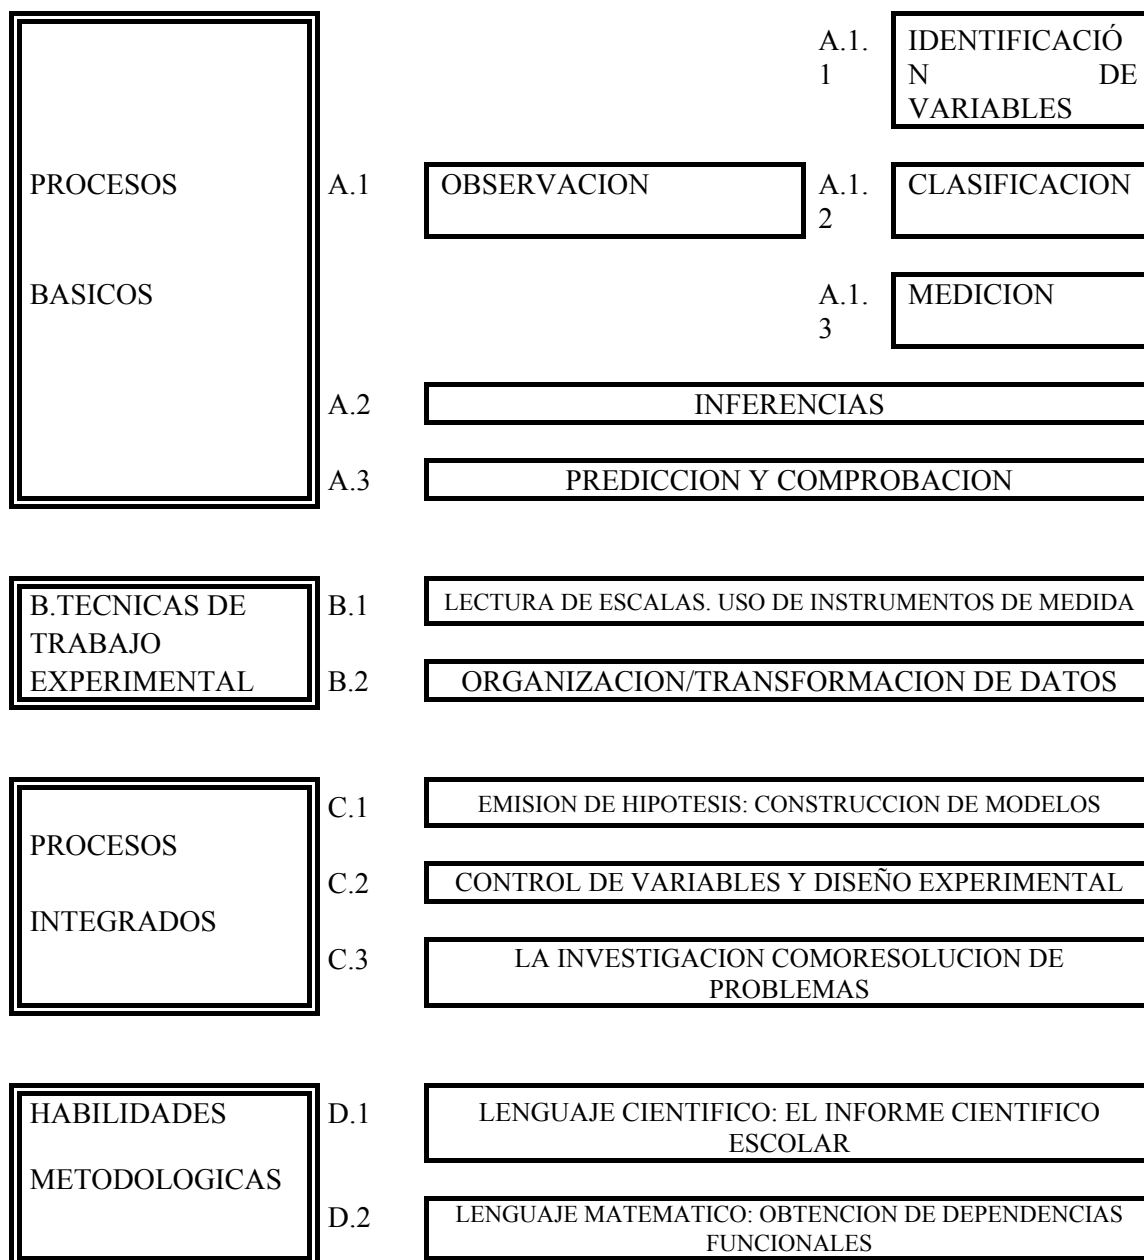 A.1.
1
IDENTIFICACIÓ
N DE
VARIABLES
PROCESOS
BASICOS
A.1
OBSERVACION
A.1.
2
CLASIFICACION
A.1.
3
MEDICION
A.2
INFERENCIAS
A.3
PREDICCION Y COMPROBACION
B.TECNICAS DE
TRABAJO
EXPERIMENTAL
B.1
LECTURA DE ESCALAS. USO DE INSTRUMENTOS DE MEDIDA
B.2
ORGANIZACION/TRANSFORMACION DE DATOS
PROCESOS
INTEGRADOS
C.1
EMISION DE HIPOTESIS: CONSTRUCCION DE MODELOS
C.2
CONTROL DE VARIABLES Y DISEÑO EXPERIMENTAL
C.3
LA INVESTIGACION COMORESOLUCION DE
PROBLEMAS
HABILIDADES
METODOLOGICAS
D.1
LENGUAJE CIENTIFICO: EL INFORME CIENTIFICO
ESCOLAR
D.2
LENGUAJE MATEMATICO: OBTENCION DE DEPENDENCIAS
FUNCIONALES